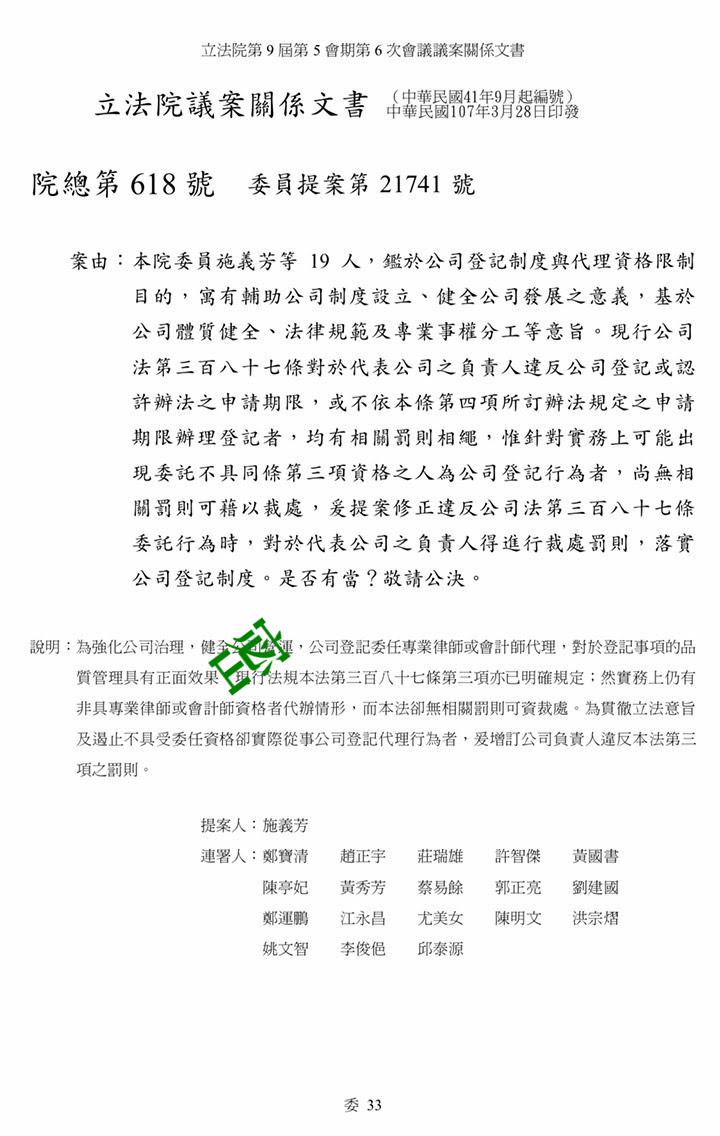 立法院第 9 屆第 5 會期第 6 次會議議案關係文書
立法院議案關係文書 （中華民國41年9月起編號）
中華民國107年3月28日印發
院總第 618 號 委員提案第 21741 號
案由：本院委員施義芳等 19 人，鑑於公司登記制度與代理資格限制
目的，寓有輔助公司制度設立、健全公司發展之意義，基於
公司體質健全、法律規範及專業事權分工等意旨。現行公司
法第三百八十七條對於代表公司之負責人違反公司登記或認
許辦法之申請期限，或不依本條第四項所訂辦法規定之申請
期限辦理登記者，均有相關罰則相繩，惟針對實務上可能出
現委託不具同條第三項資格之人為公司登記行為者，尚無相
關罰則可藉以裁處，爰提案修正違反公司法第三百八十七條
委託行為時，對於代表公司之負責人得進行裁處罰則，落實
公司登記制度。是否有當？敬請公決。
說明：為強化公司治理，健全公司營運，公司登記委任專業律師或會計師代理，對於登記事項的品
質管理具有正面效果。現行法規本法第三百八十七條第三項亦已明確規定；然實務上仍有
非具專業律師或會計師資格者代辦情形，而本法卻無相關罰則可資裁處。為貫徹立法意旨
及遏止不具受委任資格卻實際從事公司登記代理行為者，爰增訂公司負責人違反本法第三
項之罰則。
提案人：施義芳
連署人：鄭寶清 趙正宇 莊瑞雄 許智傑 黃國書
陳亭妃 黃秀芳 蔡易餘 郭正亮 劉建國
鄭運鵬 江永昌 尤美女 陳明文 洪宗熠
姚文智 李俊俋 邱泰源
委 33